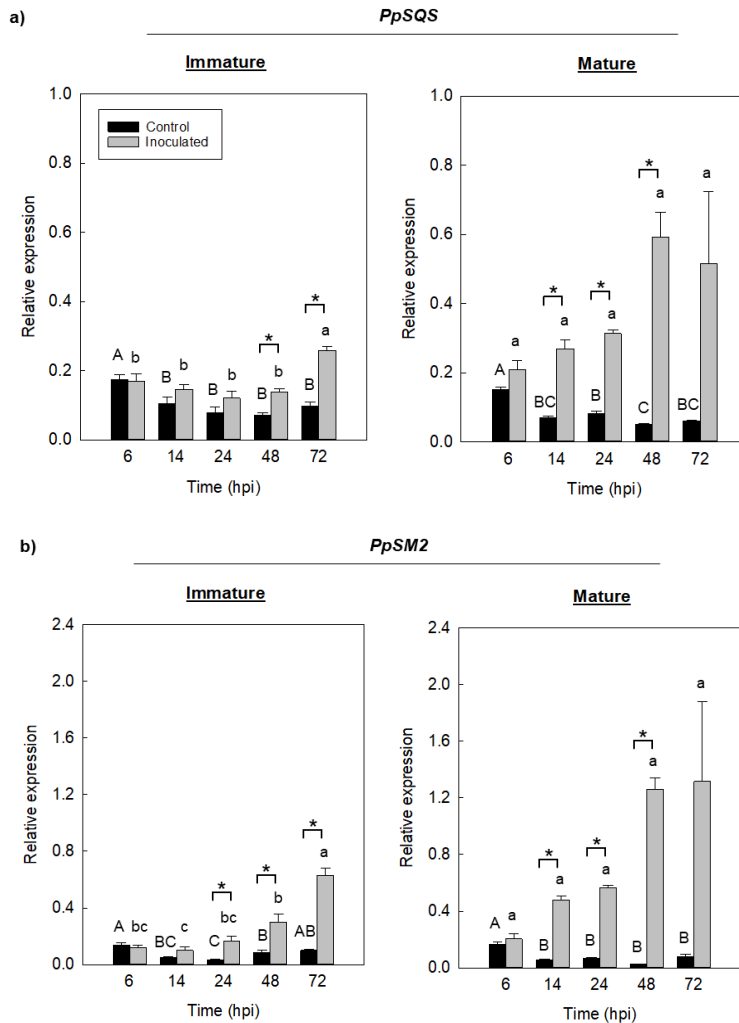 a)
PpSQS
Immature
Mature
Control
Inoculated
Relative expression
1.0
0.8
0.6
0.4
0.2
0.0
A b B b B b B * b B * a
6 14 24 48 72
Time (hpi)
Relative expression
1.0
0.8
0.6
0.4
0.2
0.0
A a BC * a B * a C * a BC a
6 14 24 48 72
Time (hpi)
b)
PpSM2
Immature
Mature
Relative expression
2.4
2.0
1.6
1.2
0.8
0.4
0.0
A bc BC c C * bc B * b AB * a
6 14 24 48 72
Time (hpi)
Relative expression
2.4
2.0
1.6
1.2
0.4
0.0
A a B * a B * a B * a B a
6 14 24 48 72
Time (hpi)